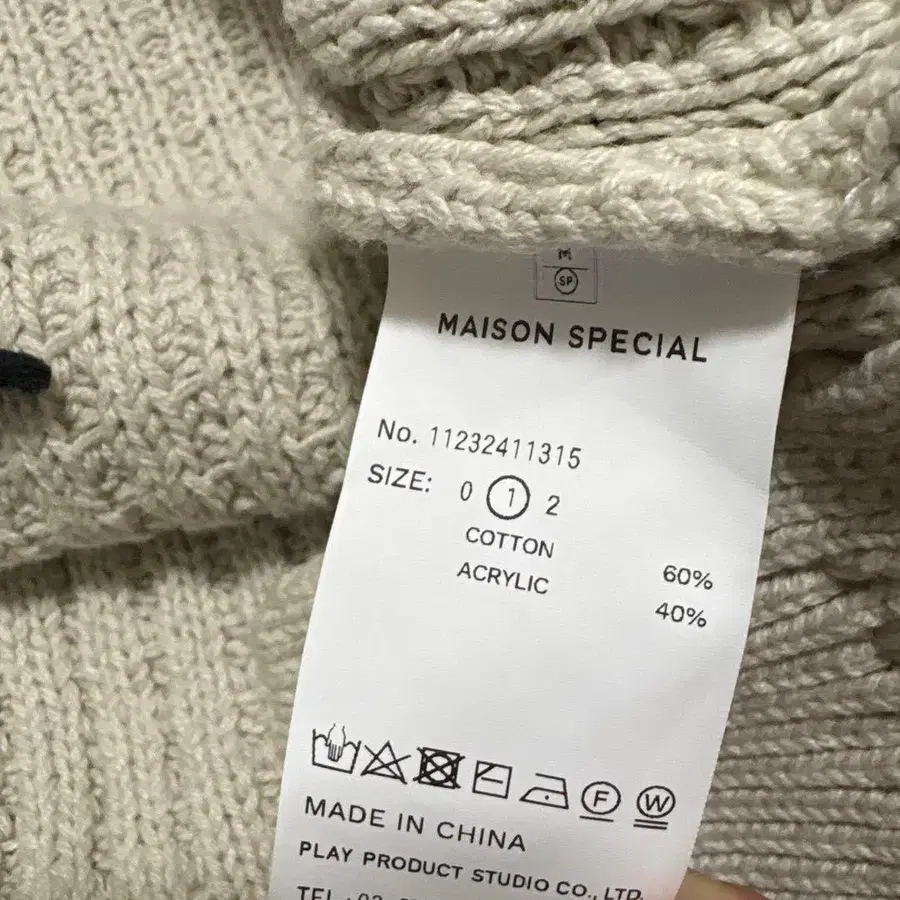 M
SP
MAISON SPECIAL
No. 11232411315
SIZE: 0 1 2
COTTON 60%
ACRYLIC 40%
F W
MADE IN CHINA
PLAY PRODUCT STUDIO CO., LTD.
TEL